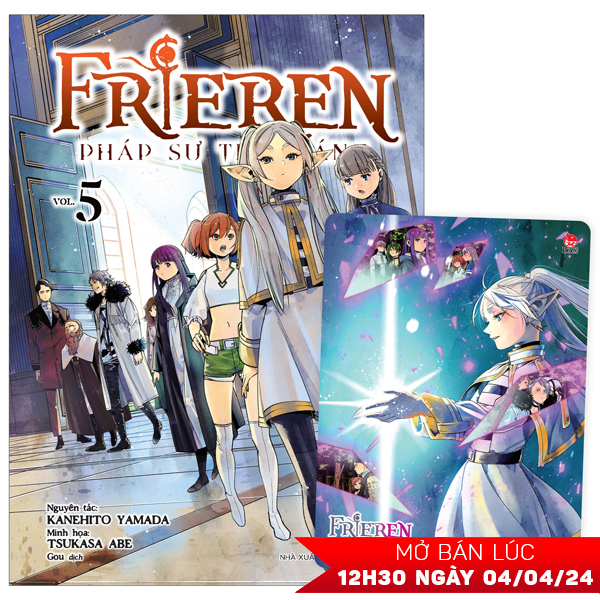 FRIEREN
PHÁP SƯ
VOL. 5
Nguyên tác:
KANEHITO YAMADA
Minh họa:
TSUKASA ABE
Gou dịch
NHÀ XUẤ
FRIEREN
MỞ BÁN LÚC
12H30 NGÀY 04/04/24